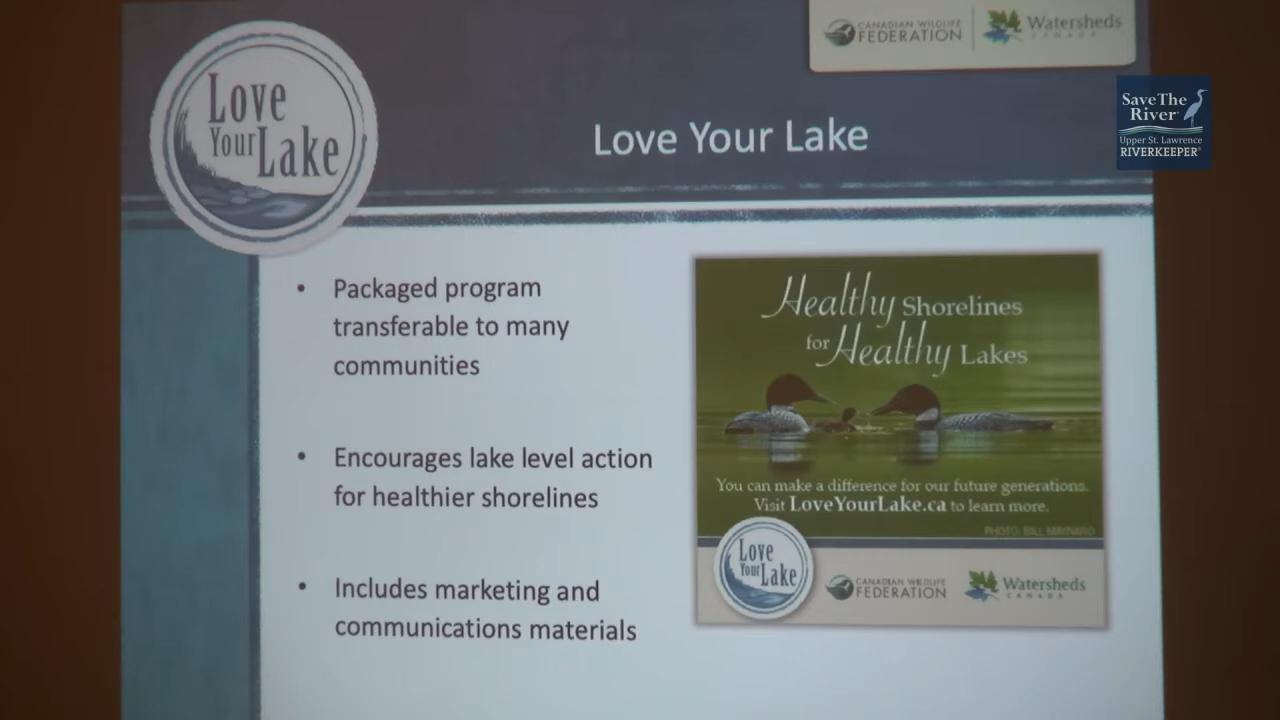 CANADIAN WILDLIFE
FEDERATION
Watersheds
CANADA
Save The
River
Upper St. Lawrence
RIVERKEEPER
Love
Your Lake
Love Your Lake
• Packaged program
transferable to many
communities
• Encourages lake level action
for healthier shorelines
• Includes marketing and
communications materials
Healthy Shorelines
for Healthy Lakes
You can make a difference for our future generations.
Visit LoveYourLake.ca to learn more.
PHOTO: BILL MAYNARD
Love
Your Lake
CANADIAN WILDLIFE
FEDERATION
Watersheds
CANADA